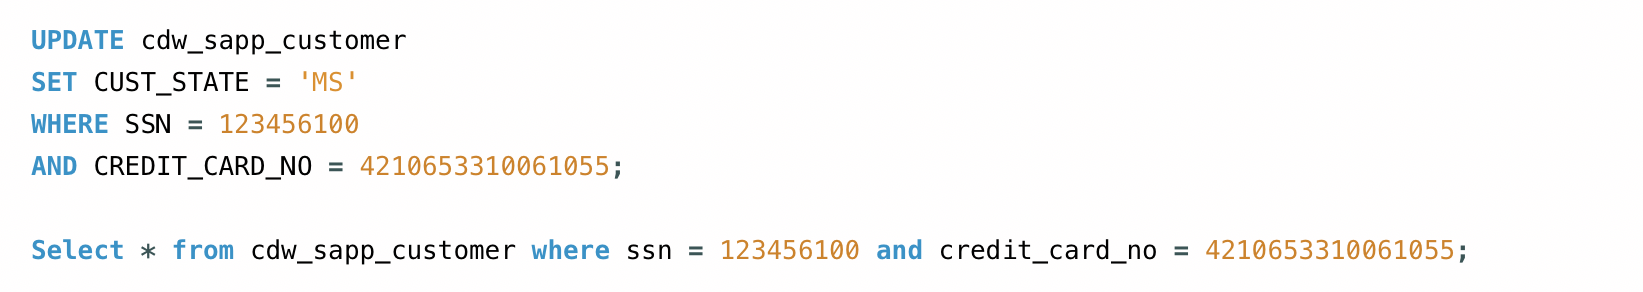 UPDATE cdw_sapp_customer
SET CUST_STATE = 'MS'
WHERE SSN = 123456100
AND CREDIT_CARD_NO = 4210653310061055;
Select * from cdw_sapp_customer where ssn = 123456100 and credit_card_no = 4210653310061055;